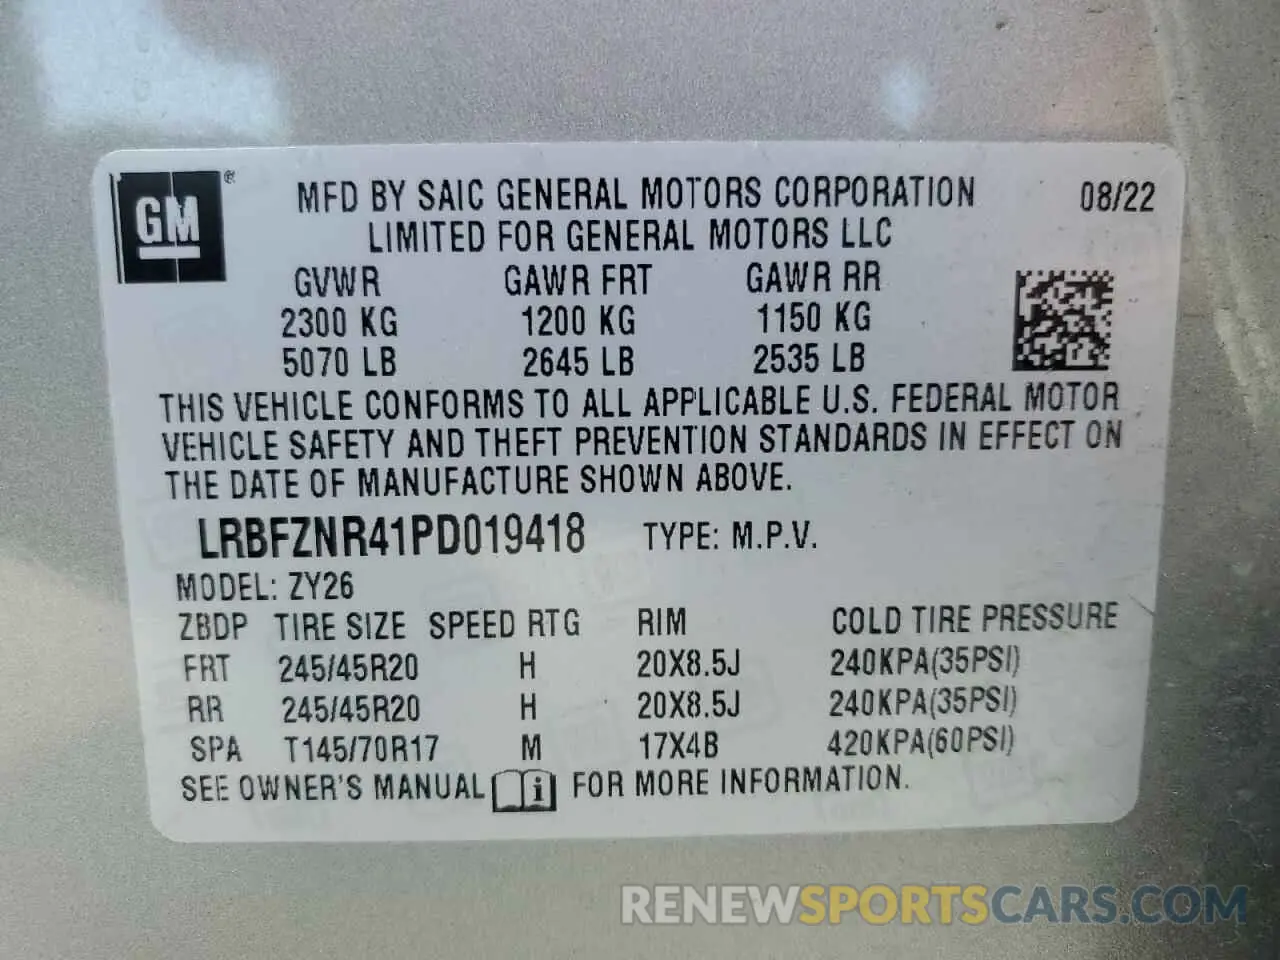 GM ®
MFD BY SAIC GENERAL MOTORS CORPORATION 08/22
LIMITED FOR GENERAL MOTORS LLC
GVWR GAWR FRT GAWR RR
2300 KG 1200 KG 1150 KG
5070 LB 2645 LB 2535 LB
THIS VEHICLE CONFORMS TO ALL APPLICABLE U.S. FEDERAL MOTOR
VEHICLE SAFETY AND THEFT PREVENTION STANDARDS IN EFFECT ON
THE DATE OF MANUFACTURE SHOWN ABOVE.
LRBFZNR41PD019418 TYPE: M.P.V.
MODEL: ZY26
ZBDP TIRE SIZE SPEED RTG RIM COLD TIRE PRESSURE
FRT 245/45R20 H 20X8.5J 240KPA(35PSI)
RR 245/45R20 H 20X8.5J 240KPA(35PSI)
SPA T145/70R17 M 17X4B 420KPA(60PSI)
SEE OWNER'S MANUAL i FOR MORE INFORMATION.
RENEWSPORTSCARS.COM